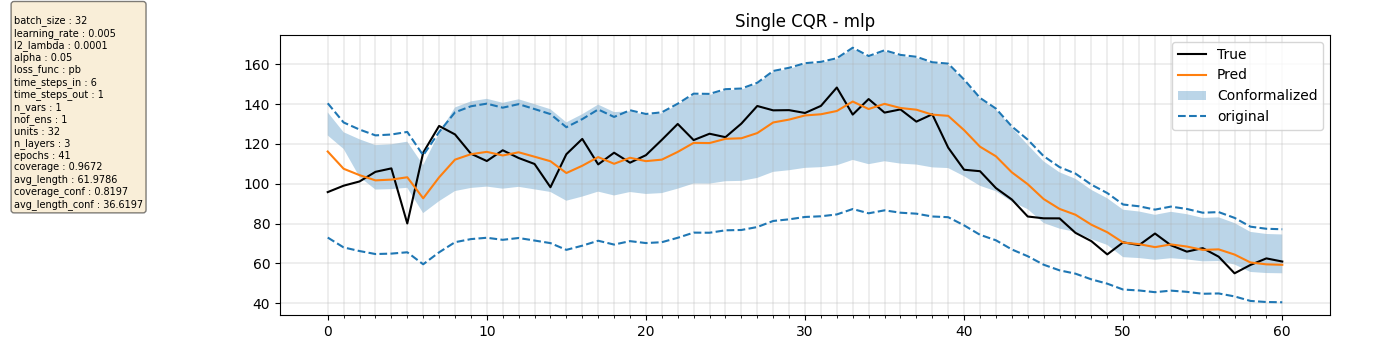 Single CQR - mlp
batch_size : 32
learning_rate : 0.005
l2_lambda : 0.0001
alpha : 0.05
loss_func : pb
time_steps_in : 6
time_steps_out : 1
n_vars : 1
nof_ens : 1
units : 32
n_layers : 3
epochs : 41
coverage : 0.9672
avg_length : 61.9786
coverage_conf : 0.8197
avg_length_conf : 36.6197
160
140
120
100
80
60
40
True
Pred
Conformalized
original
0 10 20 30 40 50 60